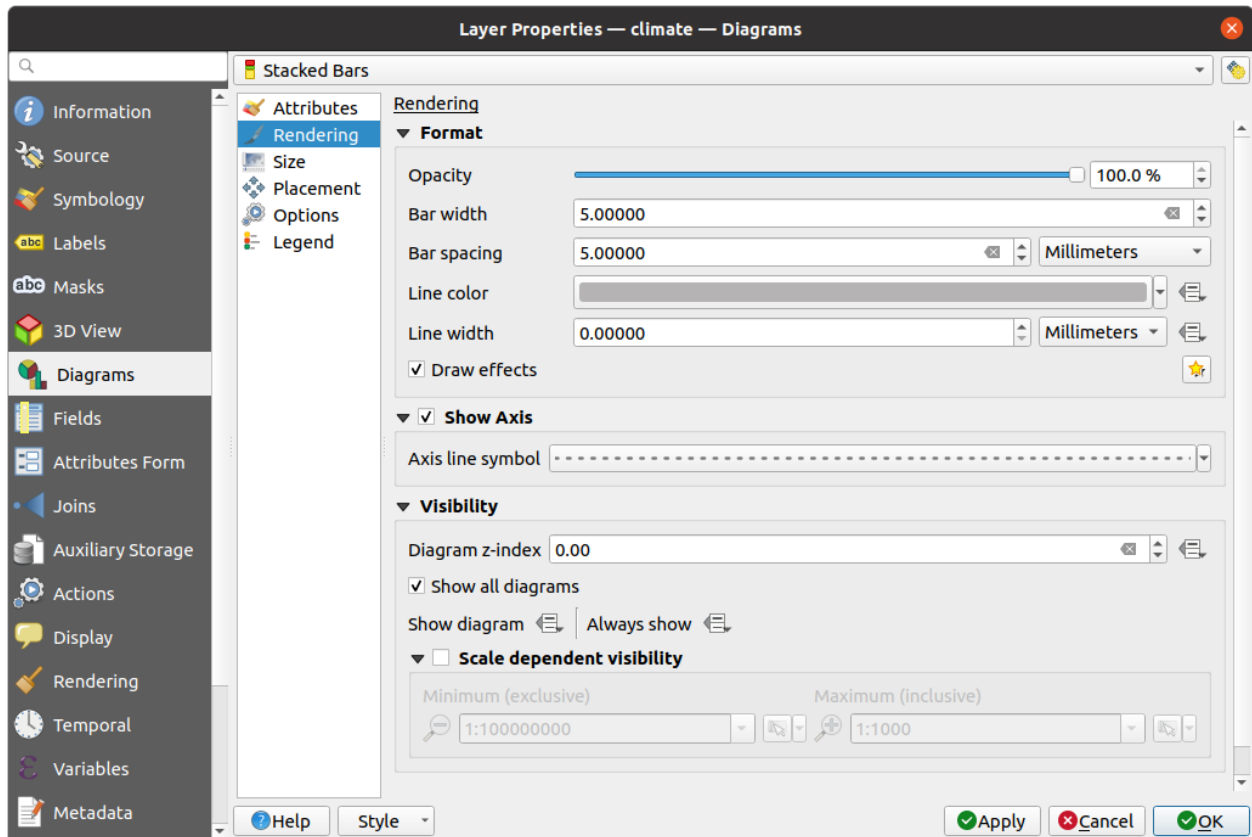 Layer Properties — climate — Diagrams
Stacked Bars
Information
Source
Symbology
abc Labels
abc Masks
3D View
Diagrams
Fields
Attributes Form
Joins
Auxiliary Storage
Actions
Display
Rendering
Temporal
Variables
Metadata
Attributes
Rendering
Size
Placement
Options
Legend
Rendering
Format
Opacity 100.0 %
Bar width 5.00000
Bar spacing 5.00000 Millimeters
Line color
Line width 0.00000 Millimeters
Draw effects
Show Axis
Axis line symbol
Visibility
Diagram z-index 0.00
Show all diagrams
Show diagram Always show
Scale dependent visibility
Minimum (exclusive) Maximum (inclusive)
1:100000000 1:1000
Help Style Apply Cancel OK